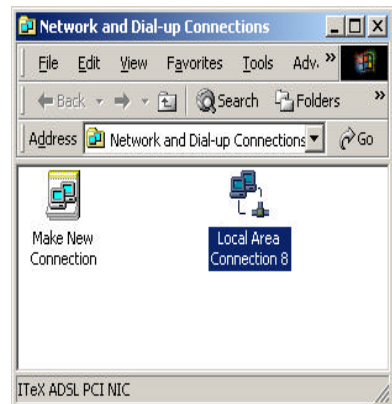 Network and Dial-up Connections
File Edit View Favorites Tools Adv. »
Back Search Folders »
Address Network and Dial-up Connections Go
Make New
Connection
Local Area
Connection 8
ITeX ADSL PCI NIC